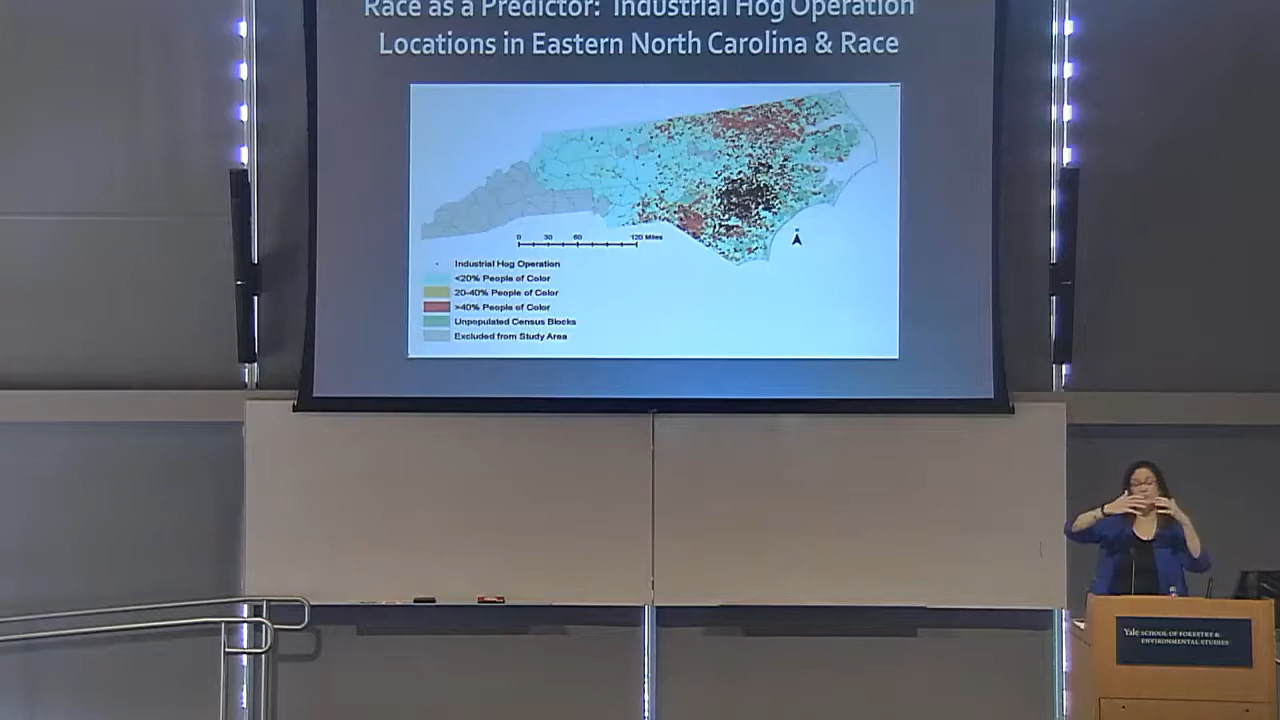 Race as a Predictor: Industrial Hog Operation
Locations in Eastern North Carolina & Race
0 30 60 120 Miles
N
Industrial Hog Operation
<20% People of Color
20-40% People of Color
>40% People of Color
Unpopulated Census Blocks
Excluded from Study Area
Yale SCHOOL OF FORESTRY &
ENVIRONMENTAL STUDIES